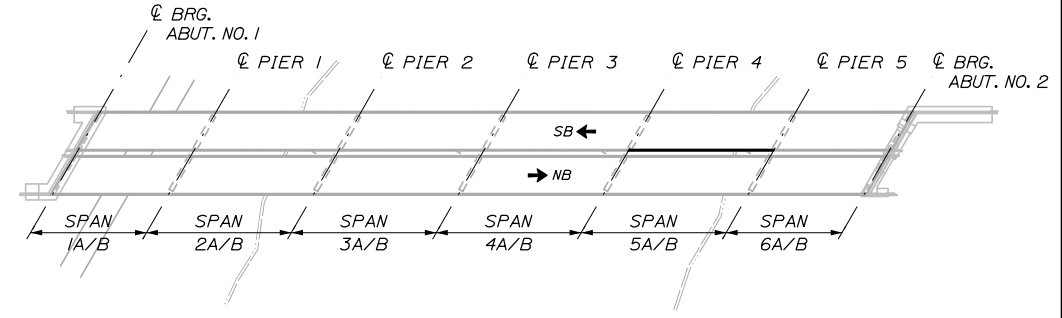 ℄ BRG.
ABUT. NO. 1
℄ PIER 1
℄ PIER 2
℄ PIER 3
℄ PIER 4
℄ PIER 5
℄ BRG.
ABUT. NO. 2
SB
NB
SPAN
1A/B
SPAN
2A/B
SPAN
3A/B
SPAN
4A/B
SPAN
5A/B
SPAN
6A/B